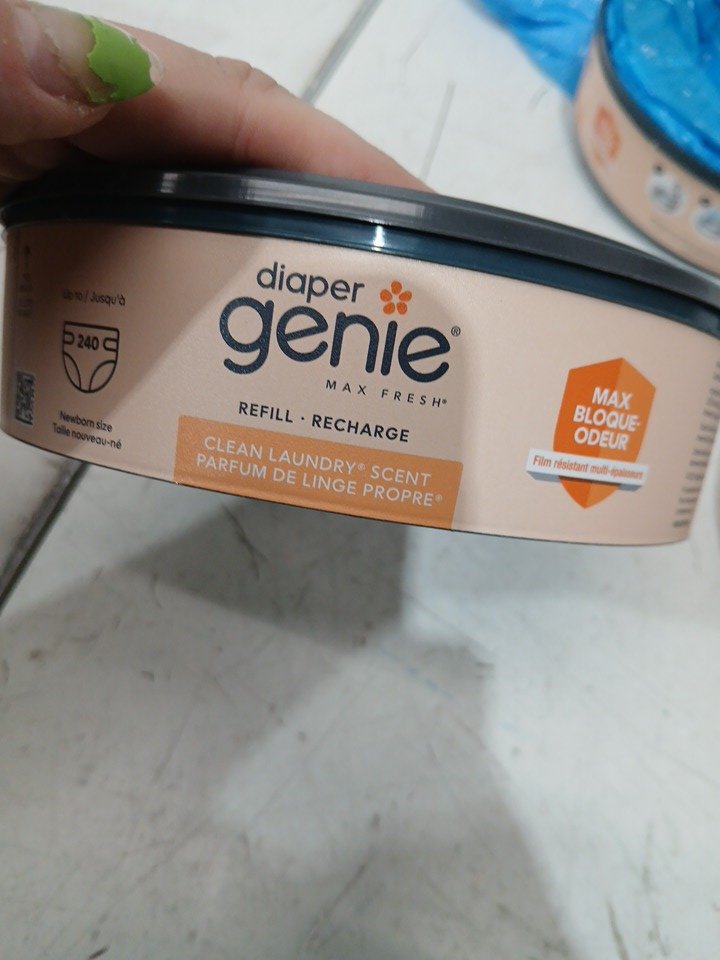 Up to / Jusqu'à
240
Newborn size
Taille nouveau-né
diaper
genie®
MAX FRESH®
REFILL · RECHARGE
CLEAN LAUNDRY® SCENT
PARFUM DE LINGE PROPRE®
MAX
BLOQUE-
ODEUR
Film résistant multi-épaisseurs